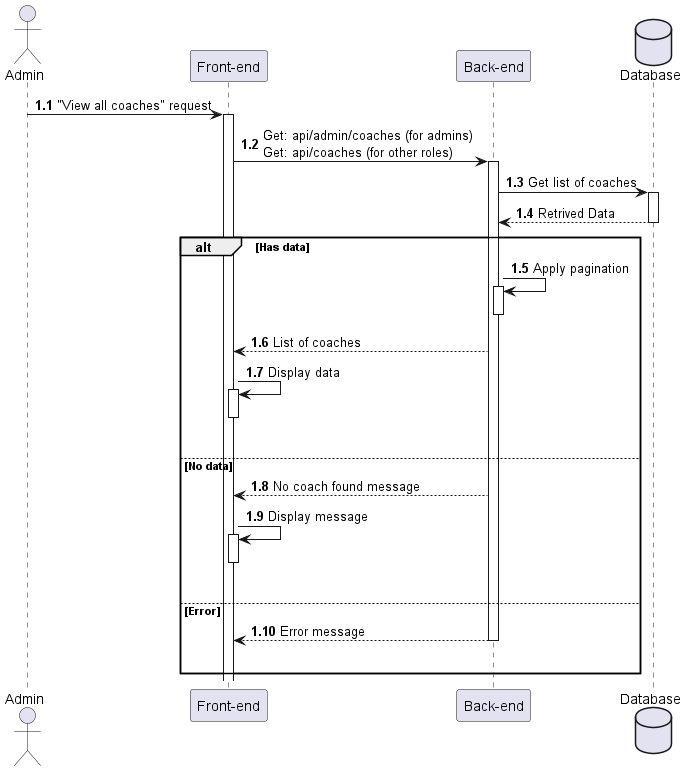 Admin
Front-end
Back-end
Database
1.1 "View all coaches" request
1.2 Get: api/admin/coaches (for admins)
Get: api/coaches (for other roles)
1.3 Get list of coaches
1.4 Retrived Data
alt [Has data]
1.5 Apply pagination
1.6 List of coaches
1.7 Display data
[No data]
1.8 No coach found message
1.9 Display message
[Error]
1.10 Error message
Admin
Front-end
Back-end
Database